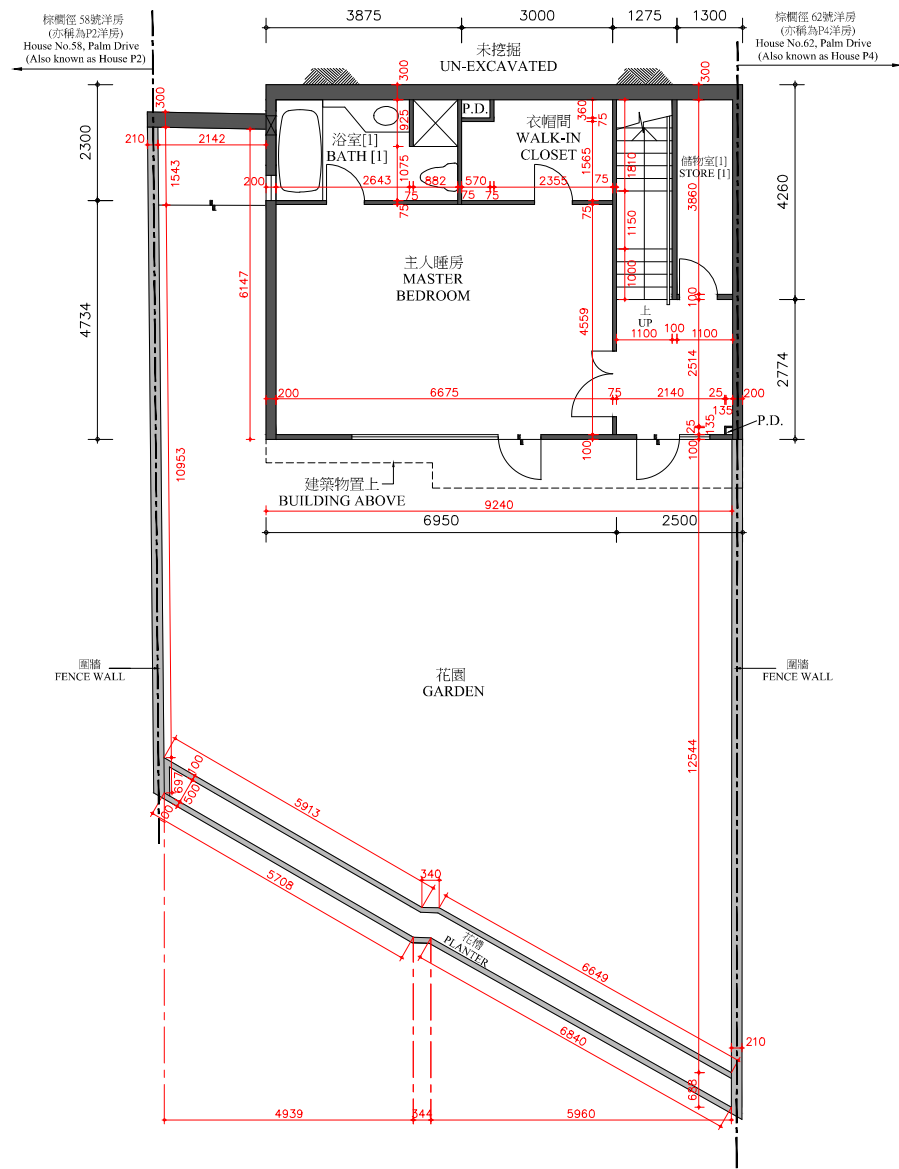 棕櫚徑 58號洋房
(亦稱為P2洋房)
House No.58, Palm Drive
(Also known as House P2)
3875
3000
1275
1300
棕櫚徑 62號洋房
(亦稱為P4洋房)
House No.62, Palm Drive
(Also known as House P4)
未挖掘
UN-EXCAVATED
300
300
300
2300
210
2142
1543
200
浴室[1]
BATH [1]
925
1075
2643
75
882
P.D.
衣帽間
WALK-IN
CLOSET
360
75
1565
570
2355
75
75
75
75
75
1810
1150
1000
儲物室[1]
STORE [1]
3860
4260
6147
4734
主人睡房
MASTER
BEDROOM
4559
上
UP
100
1100
100
1100
2514
2774
200
6675
75
2140
25
200
135
135
25
P.D.
100
100
建築物置上
BUILDING ABOVE
9240
6950
2500
10953
圍牆
FENCE WALL
花園
GARDEN
圍牆
FENCE WALL
12544
697
100
500
5913
5708
340
花槽
PLANTER
6649
6840
210
688
4939
344
5960